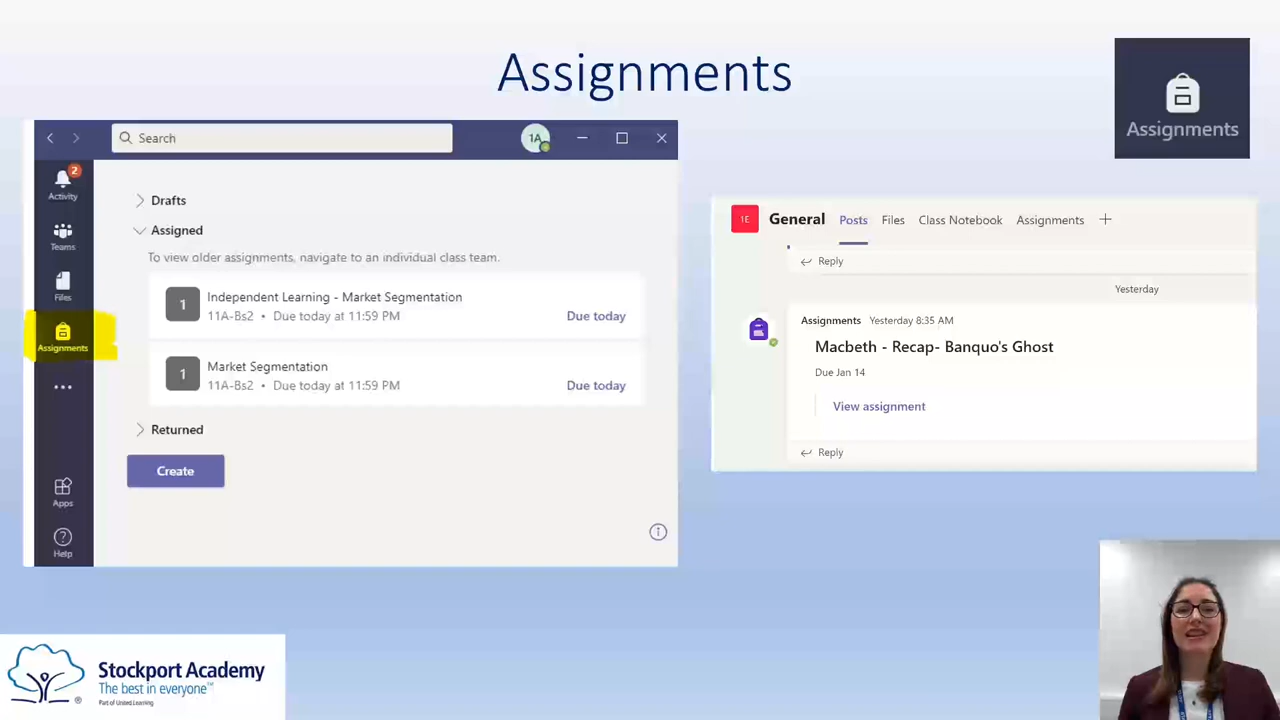 Assignments
Assignments
Search
1A
2
Activity
Teams
Files
Assignments
Apps
Help
Drafts
Assigned
To view older assignments, navigate to an individual class team.
1
Independent Learning - Market Segmentation
11A-Bs2 • Due today at 11:59 PM
Due today
1
Market Segmentation
11A-Bs2 • Due today at 11:59 PM
Due today
Returned
Create
1E General Posts Files Class Notebook Assignments
Reply
Yesterday
Assignments Yesterday 8:35 AM
Macbeth - Recap- Banquo's Ghost
Due Jan 14
View assignment
Reply
Stockport Academy
The best in everyone™
Part of United Learning